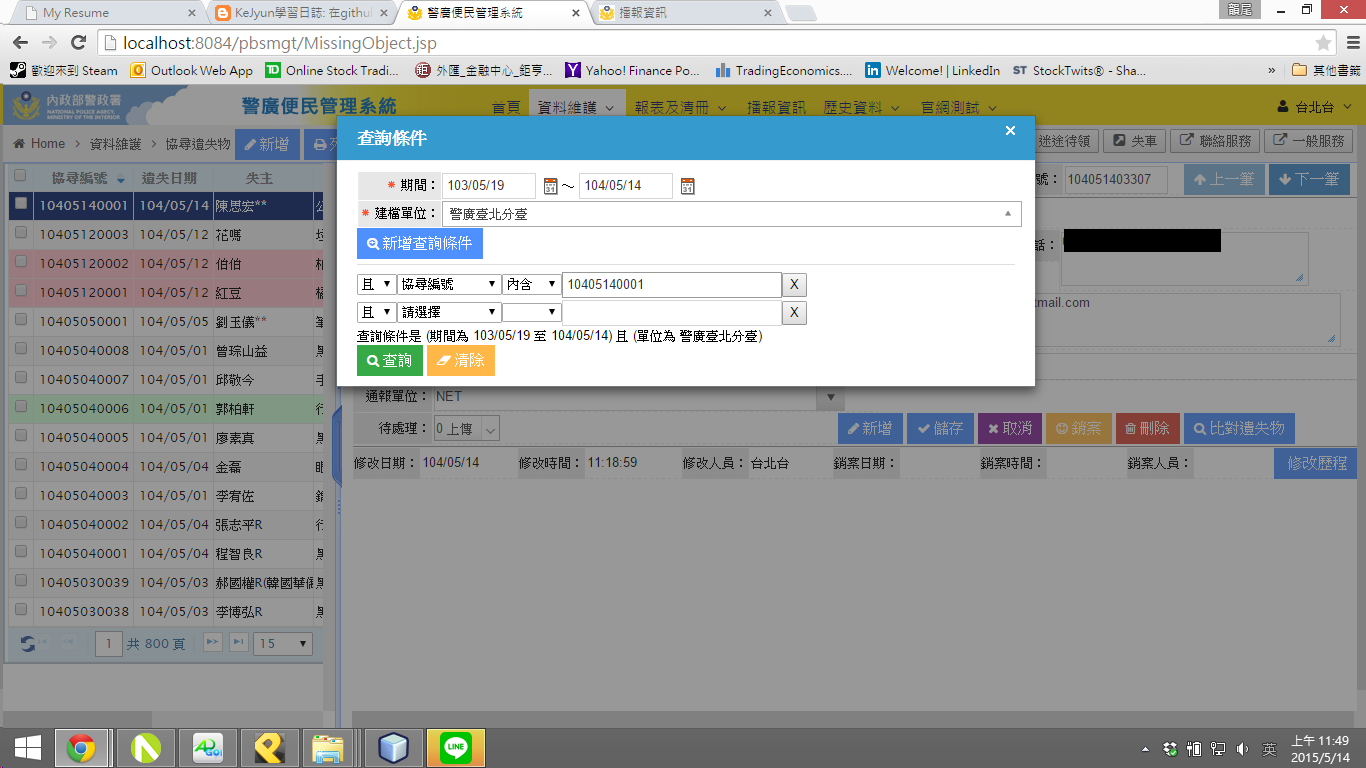 My Resume
KeJyun學習日誌: 在githu
警廣便民管理系統
播報資訊
localhost:8084/pbsmgt/MissingObject.jsp
歡迎來到 Steam
Outlook Web App
Online Stock Tradi...
外匯_金融中心_鉅亨...
Yahoo! Finance Po...
TradingEconomics....
Welcome! | LinkedIn
ST StockTwits® - Sha...
» 其他書籤
內政部警政署
NATIONAL POLICE AGENCY,
MINISTRY OF THE INTERIOR
警廣便民管理系統
首頁 資料維護 報表及清冊 播報資訊 歷史資料 官網測試
台北台
Home > 資料維護 > 協尋遺失物 新增
迷途待領 失車 聯絡服務 一般服務
查詢條件 ×
* 期間： 103/05/19 ～ 104/05/14
* 建檔單位： 警廣臺北分臺
新增查詢條件
且 協尋編號 內含 10405140001 X
且 請選擇 X
查詢條件是 (期間為 103/05/19 至 104/05/14) 且 (單位為 警廣臺北分臺)
查詢 清除
協尋編號 遺失日期 失主
10405140001 104/05/14 陳思宏**
10405120003 104/05/12 花嗎
10405120002 104/05/12 伯伯
10405120001 104/05/12 紅豆
10405050001 104/05/05 劉玉儀**
10405040008 104/05/01 曾琮山益
10405040007 104/05/01 邱敬今
10405040006 104/05/01 郭柏軒
10405040005 104/05/01 廖素真
10405040004 104/05/04 金磊
10405040003 104/05/01 李宥佐
10405040002 104/05/04 張志平R
10405040001 104/05/04 程智良R
10405030039 104/05/03 郝國權R(韓國華僑
10405030038 104/05/03 李博弘R
1 共 800 頁 15
號： 104051403307 上一筆 下一筆
話：
tmail.com
通報單位： NET
待處理： 0 上傳 新增 儲存 取消 銷案 刪除 比對遺失物
修改日期： 104/05/14 修改時間： 11:18:59 修改人員： 台北台 銷案日期： 銷案時間： 銷案人員： 修改歷程
LINE
英
上午 11:49
2015/5/14